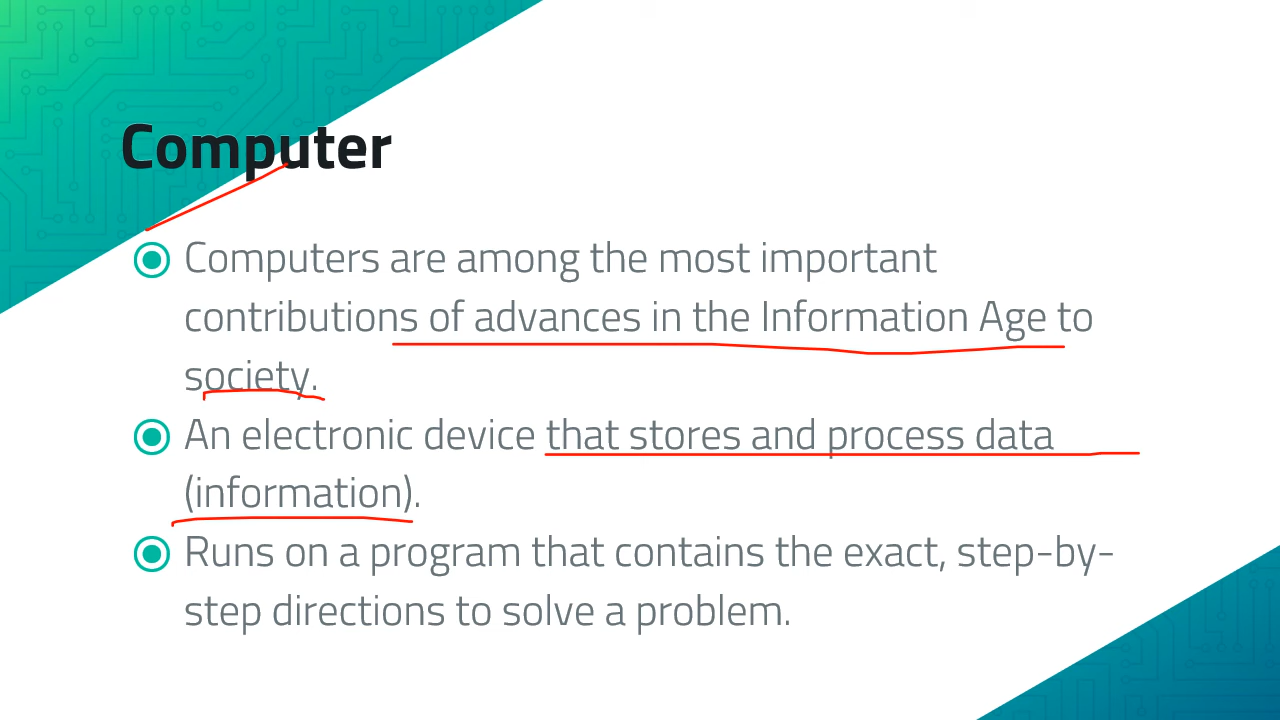 Computer
Computers are among the most important
contributions of advances in the Information Age to
society.
An electronic device that stores and process data
(information).
Runs on a program that contains the exact, step-by-
step directions to solve a problem.